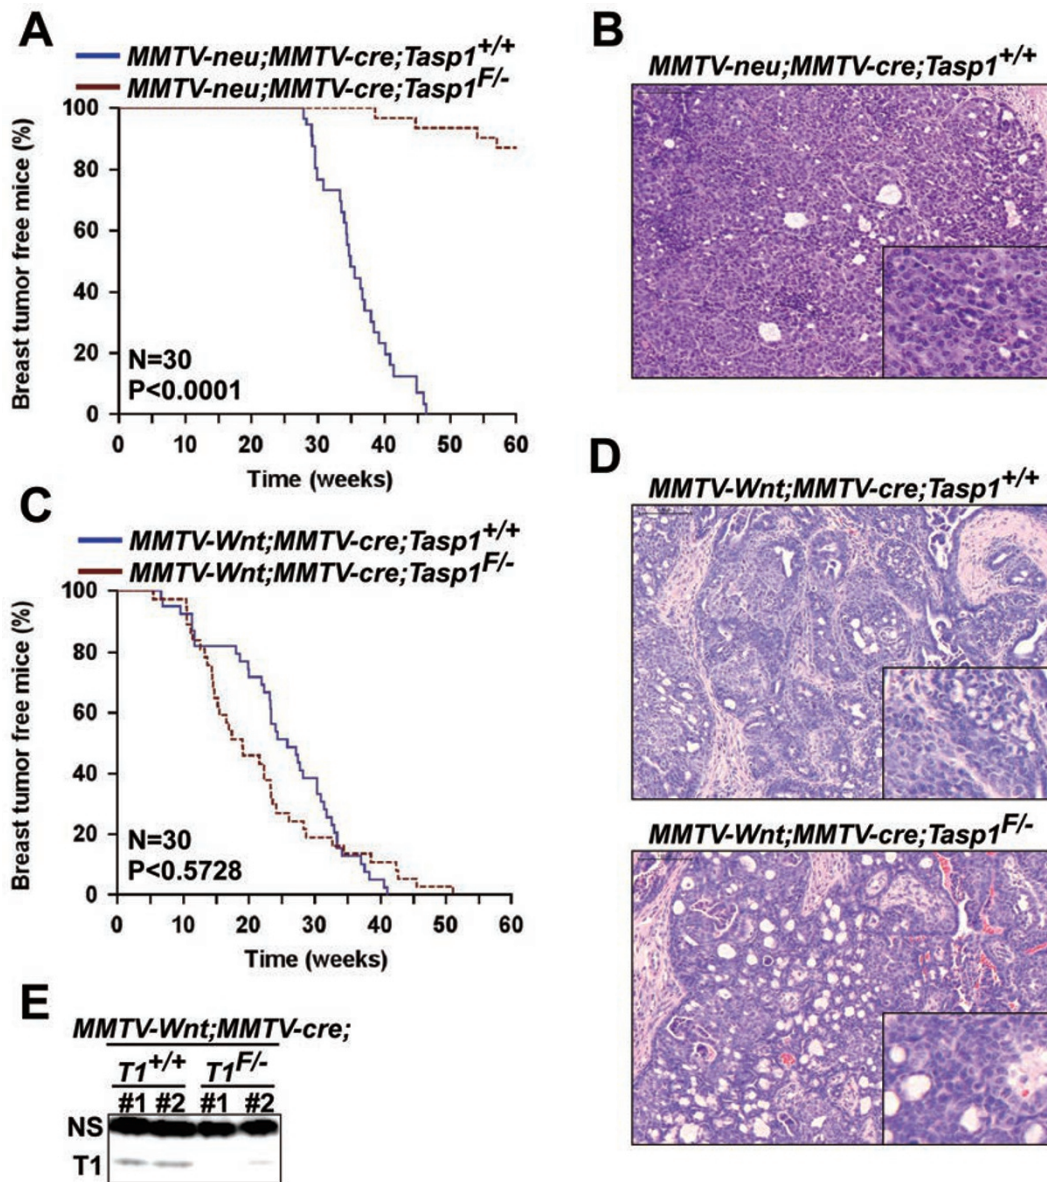 A
MMTV-neu;MMTV-cre;Tasp1+/+
MMTV-neu;MMTV-cre;Tasp1F/-
Breast tumor free mice (%)
100
80
60
40
20
0
N=30
P<0.0001
0 10 20 30 40 50 60
Time (weeks)
B
MMTV-neu;MMTV-cre;Tasp1+/+
C
MMTV-Wnt;MMTV-cre;Tasp1+/+
MMTV-Wnt;MMTV-cre;Tasp1F/-
Breast tumor free mice (%)
100
80
60
40
20
0
N=30
P<0.5728
0 10 20 30 40 50 60
Time (weeks)
D
MMTV-Wnt;MMTV-cre;Tasp1+/+
MMTV-Wnt;MMTV-cre;Tasp1F/-
E
MMTV-Wnt;MMTV-cre;
T1+/+ T1F/-
#1 #2 #1 #2
NS
T1